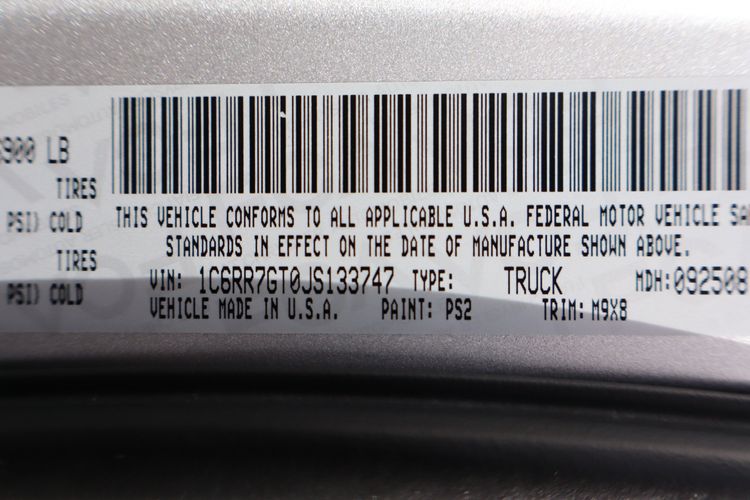 900 LB
TIRES
PSI) COLD
TIRES
PSI) COLD
THIS VEHICLE CONFORMS TO ALL APPLICABLE U.S.A. FEDERAL MOTOR VEHICLE SA
STANDARDS IN EFFECT ON THE DATE OF MANUFACTURE SHOWN ABOVE.
VIN: 1C6RR7GT0JS133747 TYPE: TRUCK MDH:092508
VEHICLE MADE IN U.S.A. PAINT: PS2 TRIM: M9X8